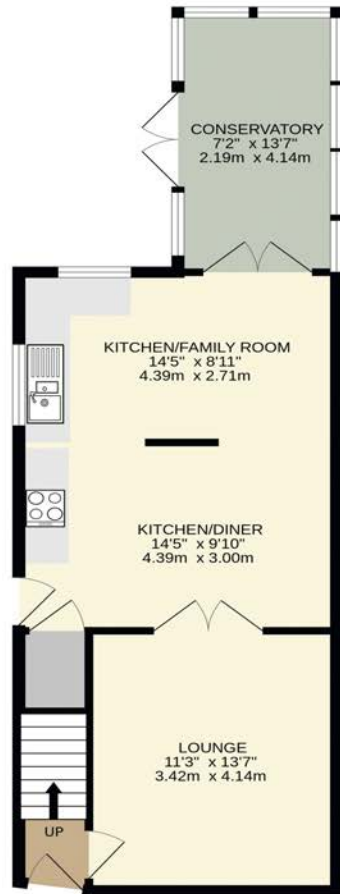 CONSERVATORY
7'2" x 13'7"
2.19m x 4.14m
KITCHEN/FAMILY ROOM
14'5" x 8'11"
4.39m x 2.71m
KITCHEN/DINER
14'5" x 9'10"
4.39m x 3.00m
LOUNGE
11'3" x 13'7"
3.42m x 4.14m
UP